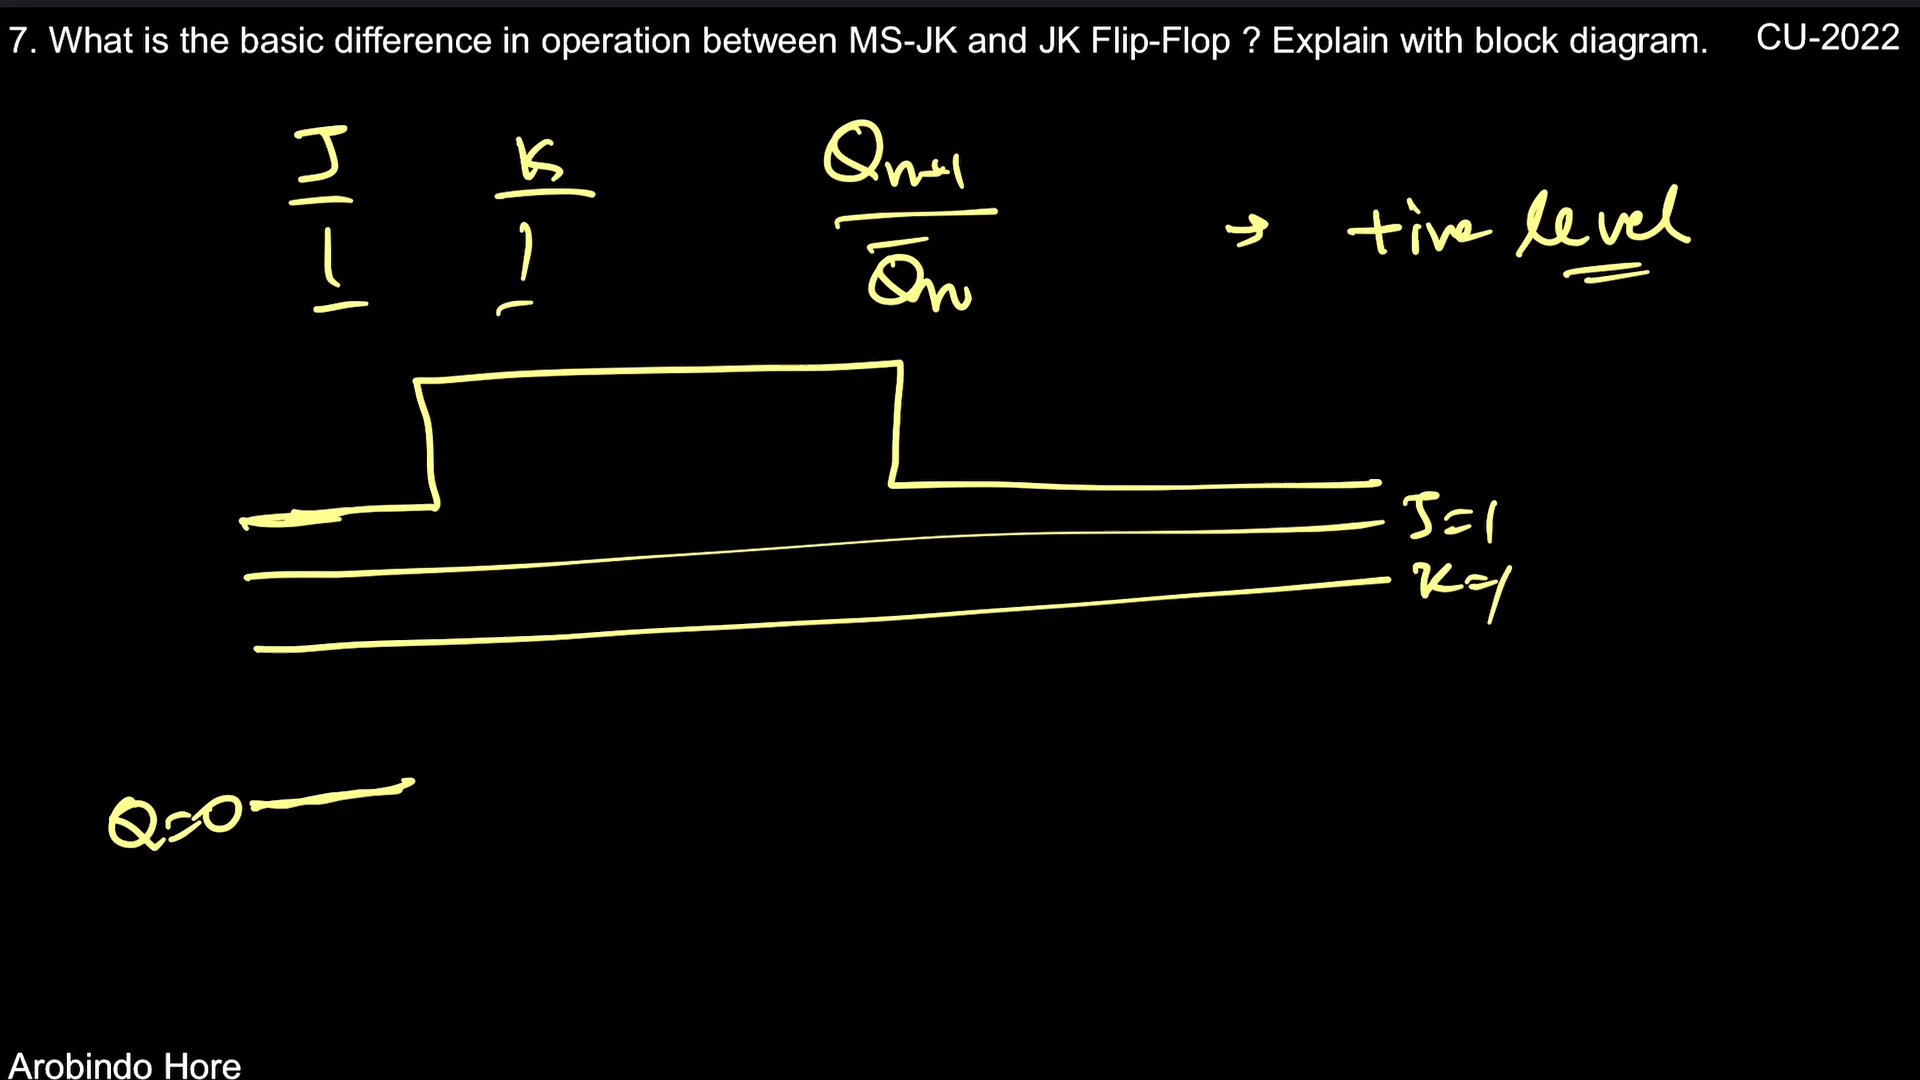 7. What is the basic difference in operation between MS-JK and JK Flip-Flop ? Explain with block diagram. CU-2022
J K Qn+1
1 1 Q̅n → +ive level
J=1
K=1
Q=0
Arobindo Hore